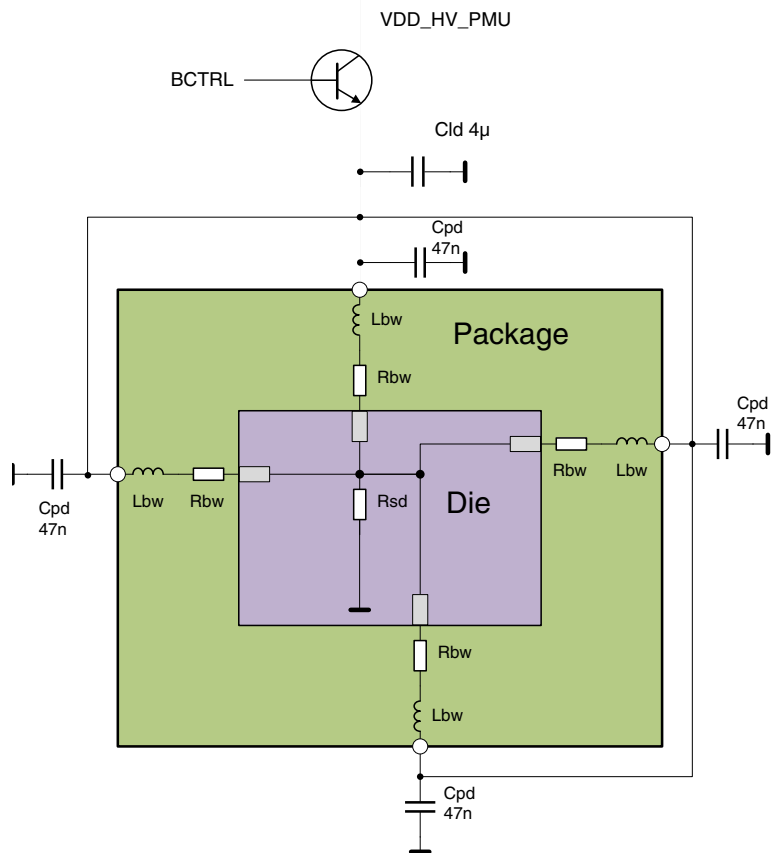 VDD_HV_PMU
BCTRL
Cld 4µ
Cpd
47n
Lbw
Package
Rbw
Cpd
47n
Rbw
Lbw
Lbw
Rbw
Rsd
Die
Cpd
47n
Rbw
Lbw
Cpd
47n